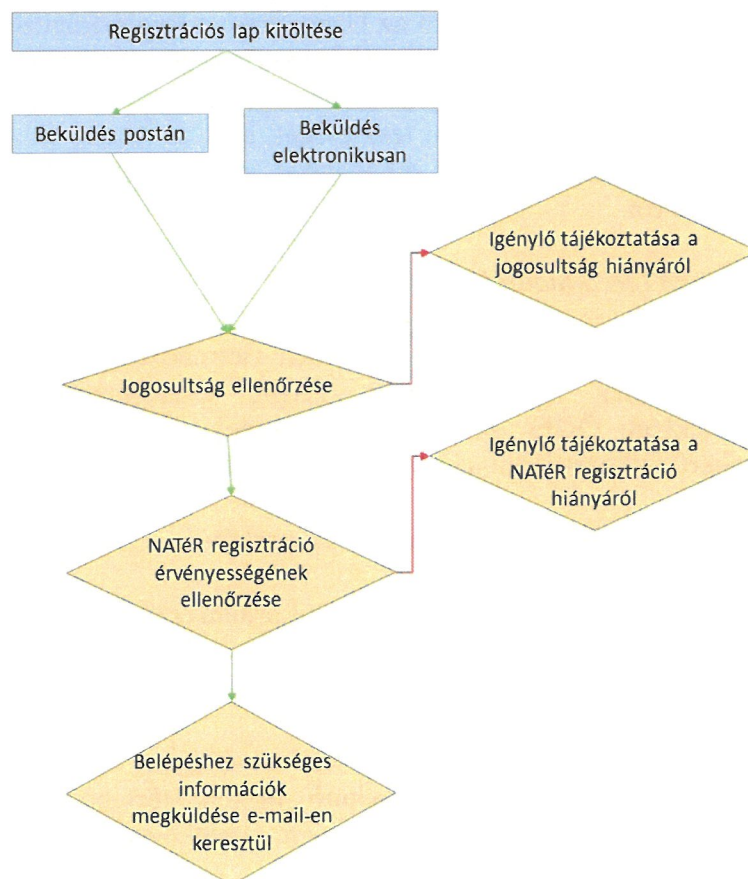 Regisztrációs lap kitöltése
Beküldés postán
Beküldés
elektronikusan
Igénylő tájékoztatása a
jogosultság hiányáról
Jogosultság ellenőrzése
Igénylő tájékoztatása a
NATéR regisztráció
hiányáról
NATéR regisztráció
érvényességének
ellenőrzése
Belépéshez szükséges
információk
megküldése e-mail-en
keresztül